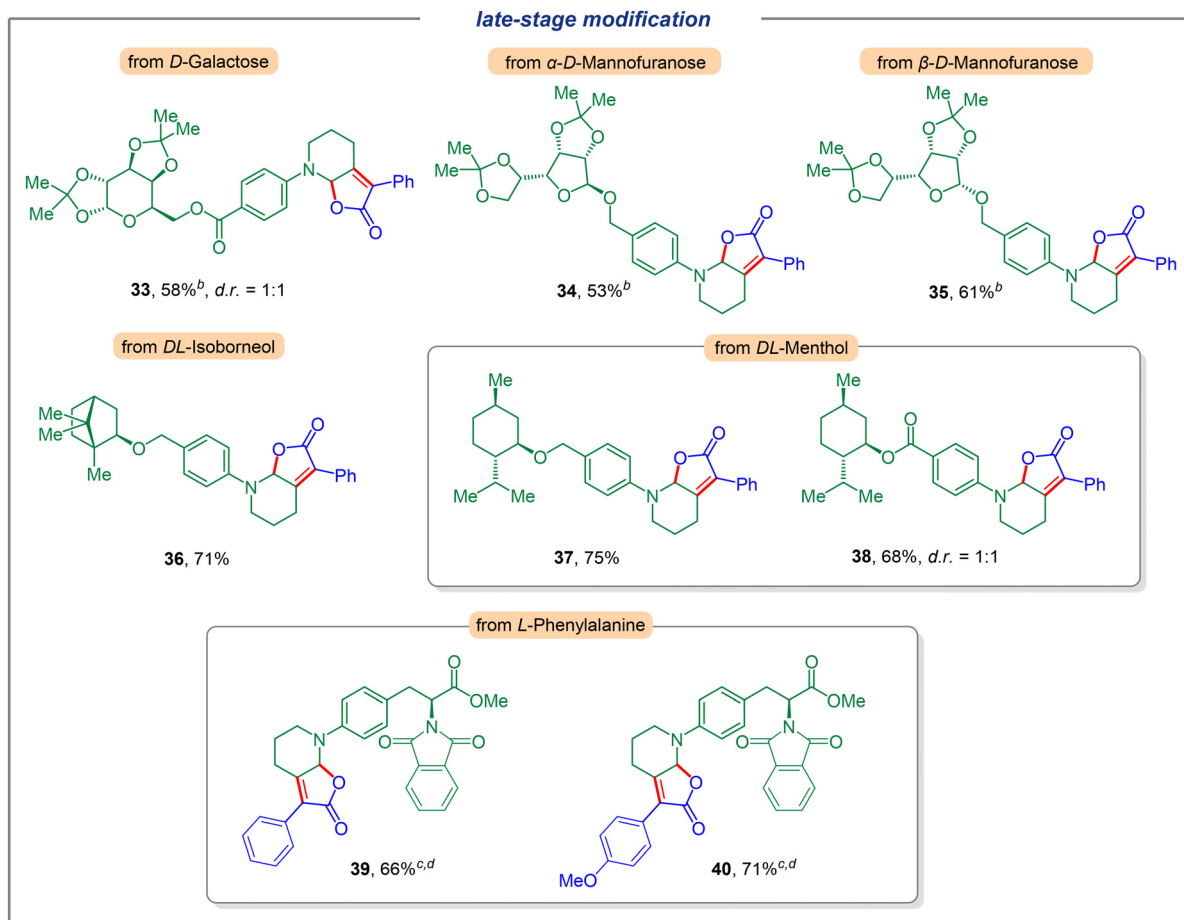 late-stage modification
from D-Galactose
from α-D-Mannofuranose
from β-D-Mannofuranose
Me
Me
O
O
O
O
Me
Me
O
O
O
N
O
O
Ph
33, 58%b, d.r. = 1:1
Me
Me
O
O
Me
Me
O
O
O
O
O
O
N
Ph
34, 53%b
Me
Me
O
O
Me
Me
O
O
O
O
O
O
N
Ph
35, 61%b
from DL-Isoborneol
from DL-Menthol
Me
Me
Me
O
O
O
N
Ph
36, 71%
Me
O
Me
Me
O
O
N
Ph
37, 75%
Me
O
O
Me
Me
O
O
N
Ph
38, 68%, d.r. = 1:1
from L-Phenylalanine
O
OMe
N
N
O
O
O
O
39, 66%c,d
O
OMe
N
N
O
O
O
O
MeO
40, 71%c,d